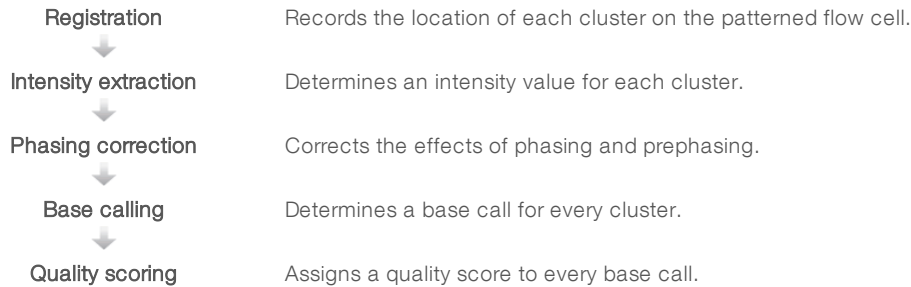 Registration Records the location of each cluster on the patterned flow cell.
Intensity extraction Determines an intensity value for each cluster.
Phasing correction Corrects the effects of phasing and prephasing.
Base calling Determines a base call for every cluster.
Quality scoring Assigns a quality score to every base call.